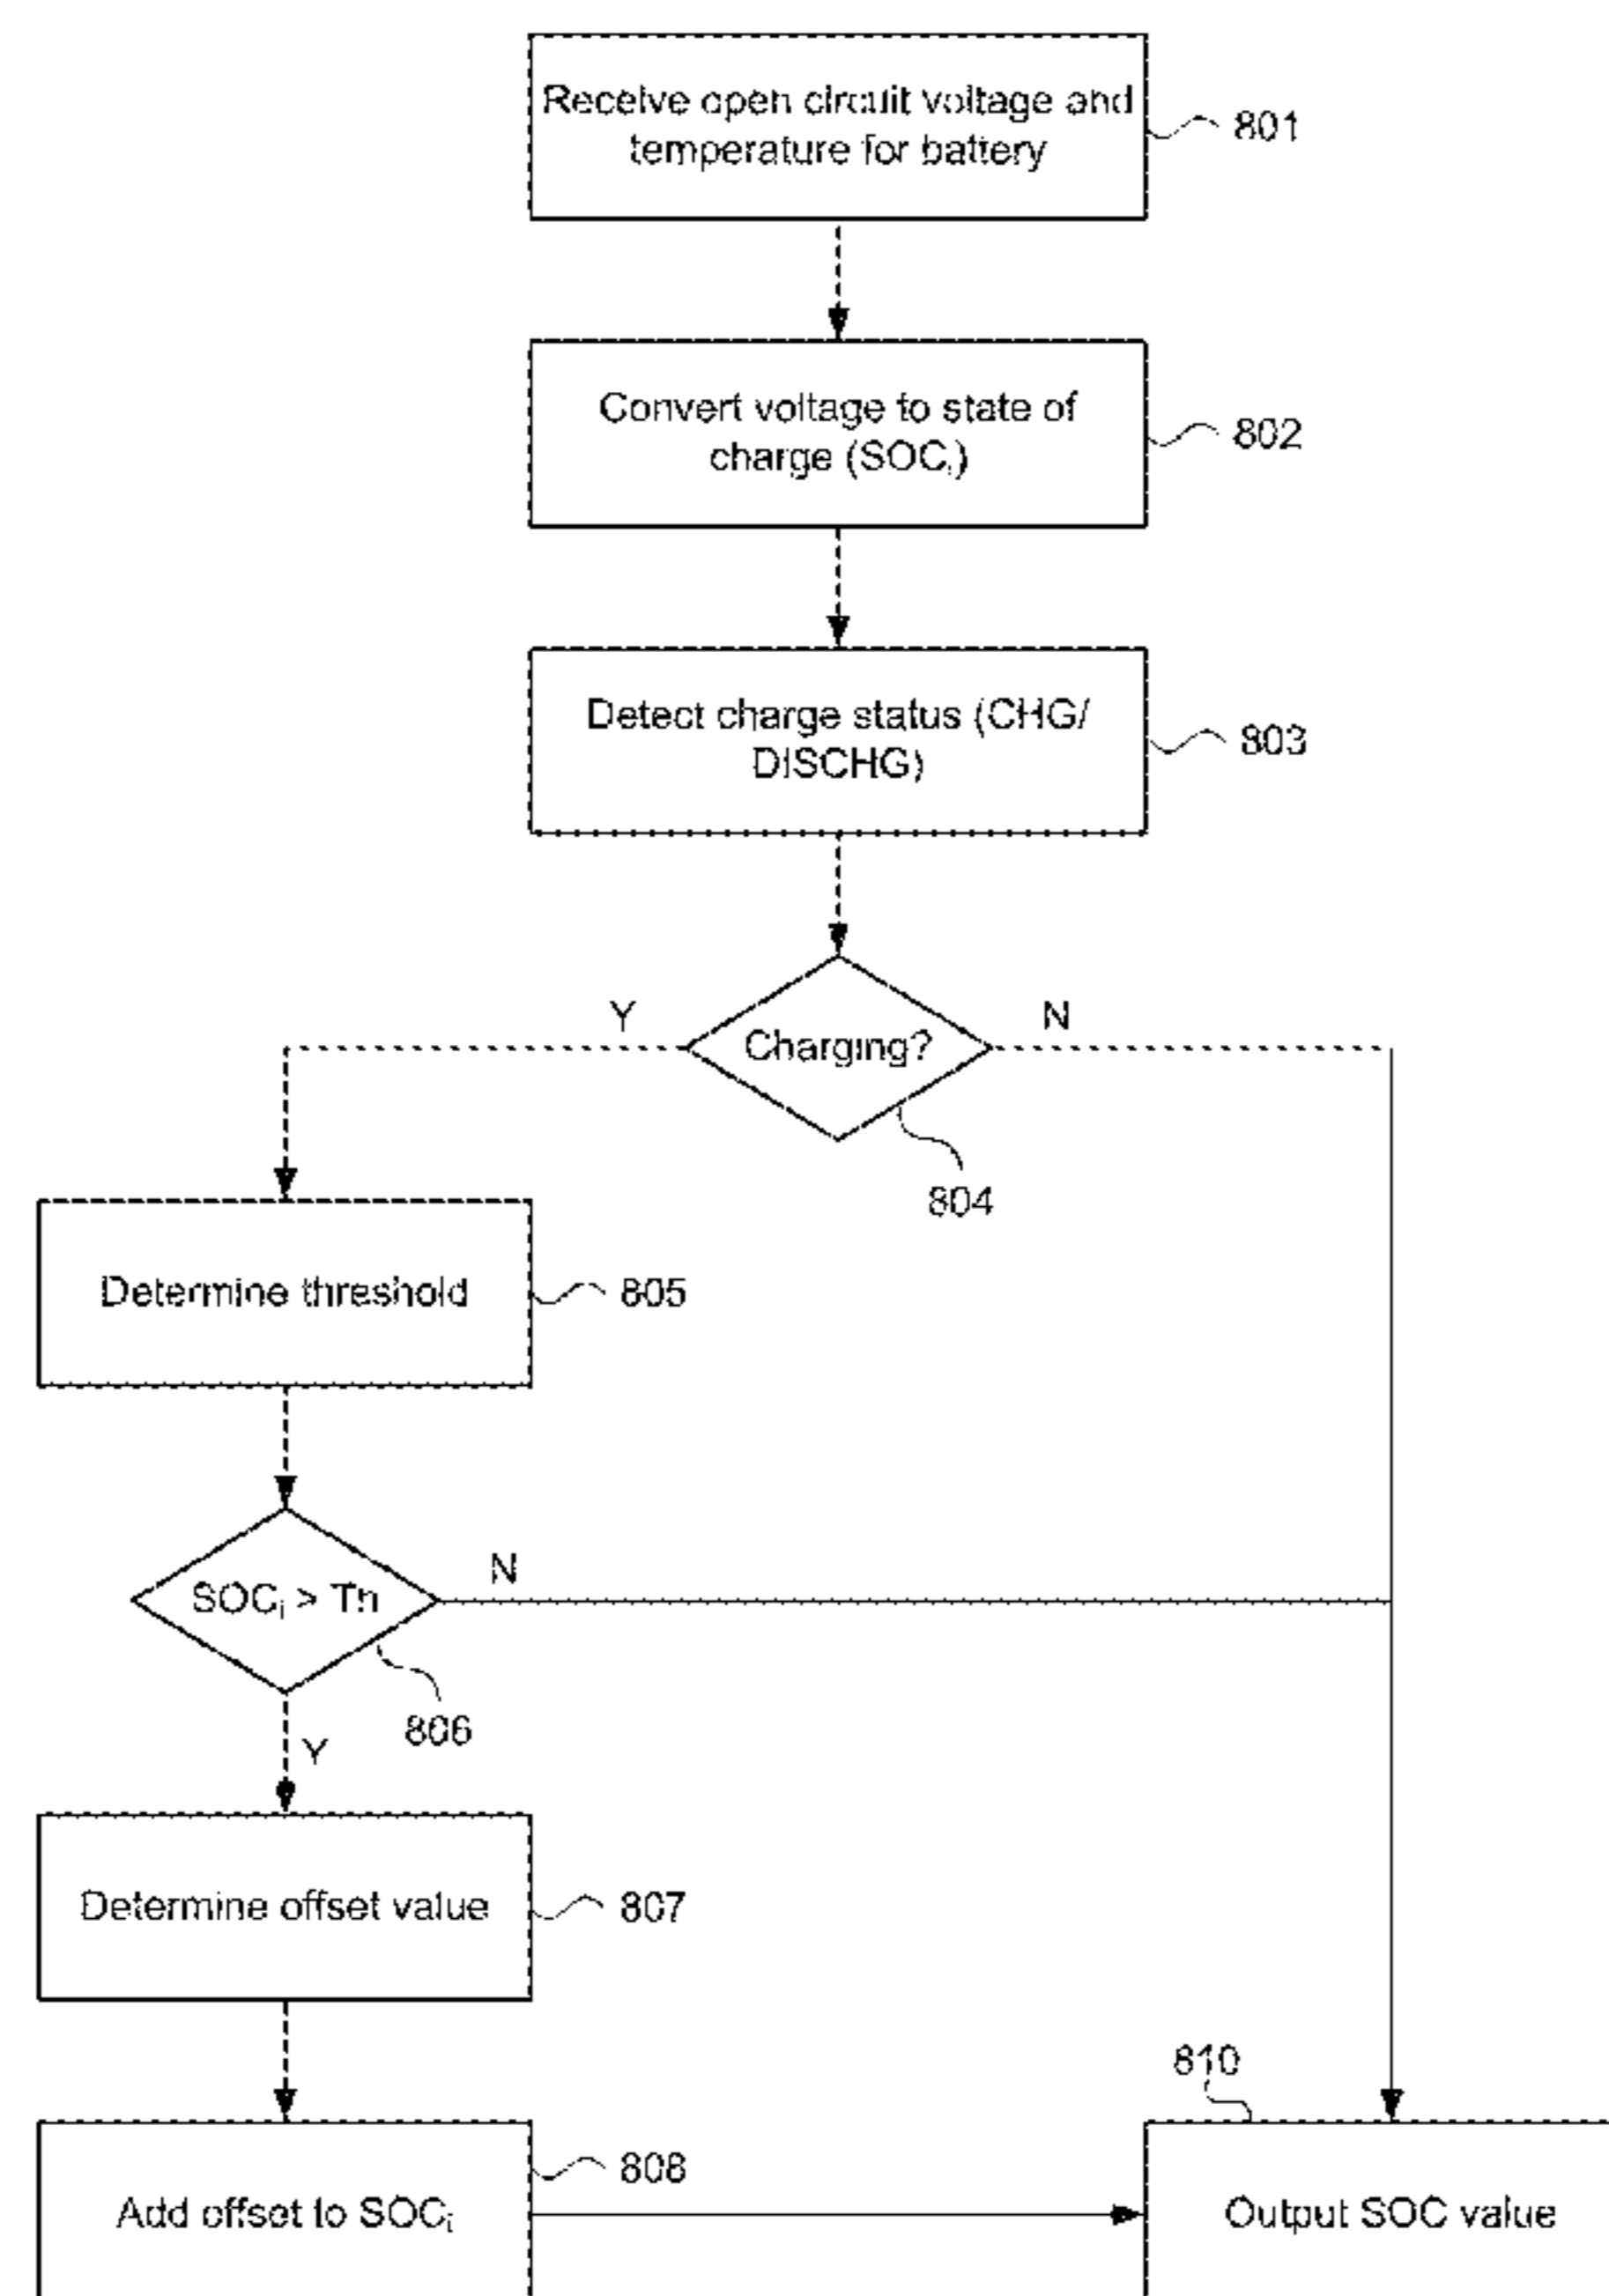 Receive open circuit voltage and
temperature for battery
801
Convert voltage to state of
charge (SOCᵢ)
802
Detect charge status (CHG/
DISCHG)
803
Y
N
Charging?
804
Determine threshold
805
N
SOCᵢ > Th
806
Y
Determine offset value
807
810
808
Add offset to SOCᵢ
Output SOC value